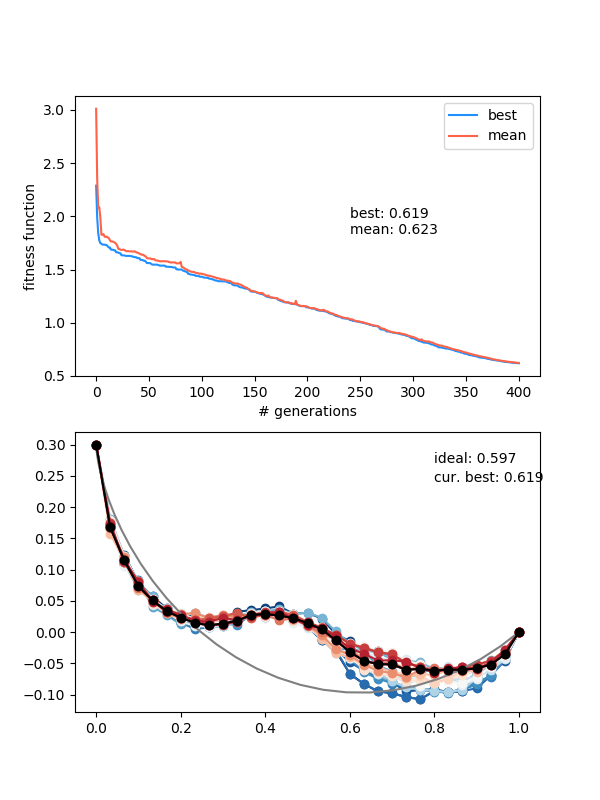 3.0
2.5
2.0
1.5
1.0
0.5
fitness function
best
mean
best: 0.619
mean: 0.623
0 50 100 150 200 250 300 350 400
# generations
0.30
0.25
0.20
0.15
0.10
0.05
0.00
−0.05
−0.10
ideal: 0.597
cur. best: 0.619
0.0 0.2 0.4 0.6 0.8 1.0